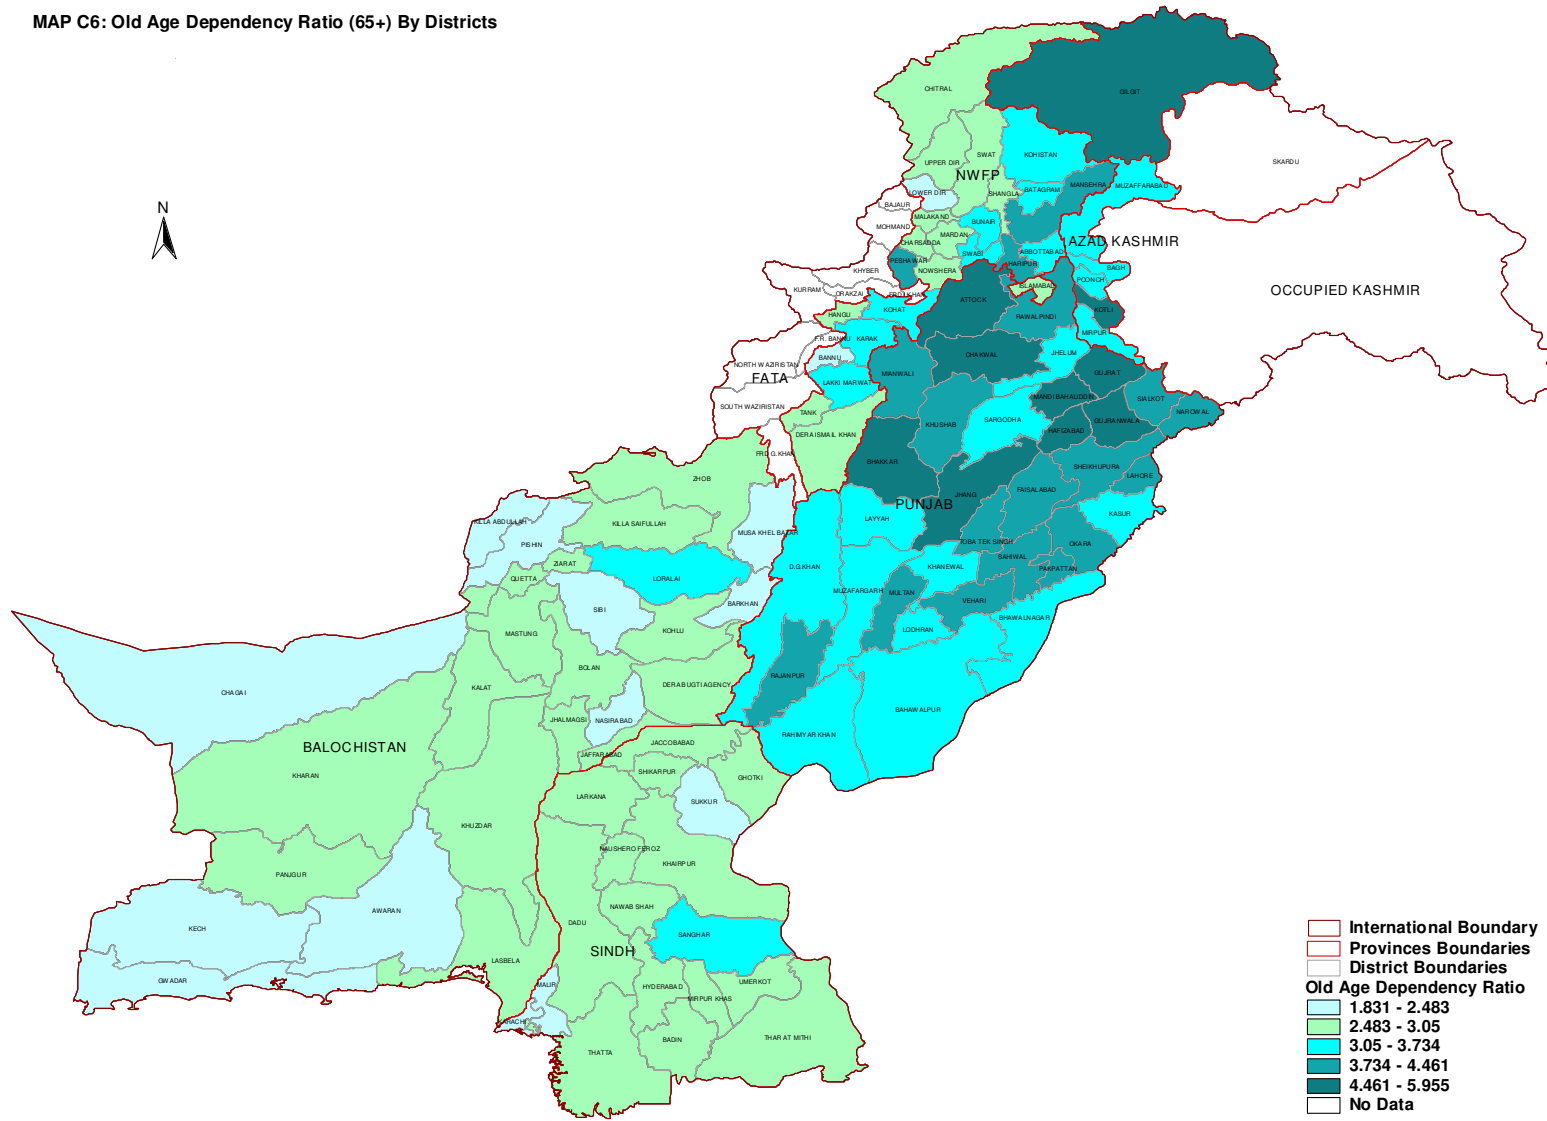 MAP C6: Old Age Dependency Ratio (65+) By Districts
N
CHITRAL
GILGIT
SKARDU
KOHISTAN
SWAT
UPPER DIR
NWFP
LOWER DIR
SHANGLA
BATAGRAM
MANSEHRA
MUZAFFARABAD
BAJAUR
MALAKAND
BUNAIR
MOHMAND
MARDAN
CHARSADDA
SWABI
ABBOTTABAD
AZAD KASHMIR
PESHAWAR
NOWSHERA
HARIPUR
BAGH
KHYBER
POONCH
ISLAMABAD
KURRAM
ORAKZAI
OCCUPIED KASHMIR
ATTOCK
KOHAT
HANGU
RAWALPINDI
KOTLI
MIRPUR
F.R. BANNU
KARAK
BANNU
CHAKWAL
JHELUM
NORTH WAZIRISTAN
FATA
LAKKI MARWAT
MIANWALI
GUJRAT
SOUTH WAZIRISTAN
MANDI BAHAUDDIN
SIALKOT
NAROWAL
TANK
KHUSHAB
SARGODHA
GUJRANWALA
HAFIZABAD
DERA ISMAIL KHAN
FRD G.KHAN
BHAKKAR
SHEIKHUPURA
LAHORE
ZHOB
JHANG
FAISALABAD
PUNJAB
KASUR
KILLA ABDULLAH
KILLA SAIFULLAH
LAYYAH
MUSA KHEL BAZAR
PISHIN
TOBA TEK SINGH
OKARA
SAHIWAL
ZIARAT
D.G.KHAN
KHANEWAL
PAKPATTAN
QUETTA
LORALAI
MUZAFARGARH
MULTAN
VEHARI
SIBI
BARKHAN
BHAWALNAGAR
MASTUNG
KOHLU
LODHRAN
BOLAN
RAJANPUR
KALAT
DERA BUGTI AGENCY
CHAGAI
BAHAWALPUR
JHALMAGSI
NASIRABAD
RAHIMYAR KHAN
BALOCHISTAN
JACCOBABAD
JAFFARABAD
KHARAN
SHIKARPUR
GHOTKI
LARKANA
SUKKUR
KHUZDAR
NAUSHERO FEROZ
KHAIRPUR
PANJGUR
NAWAB SHAH
AWARAN
DADU
KECH
SANGHAR
SINDH
LASBELA
GWADAR
MALIR
HYDERABAD
UMERKOT
MIRPUR KHAS
KARACHI
BADIN
THAR AT MITHI
THATTA
International Boundary
Provinces Boundaries
District Boundaries
Old Age Dependency Ratio
1.831 - 2.483
2.483 - 3.05
3.05 - 3.734
3.734 - 4.461
4.461 - 5.955
No Data